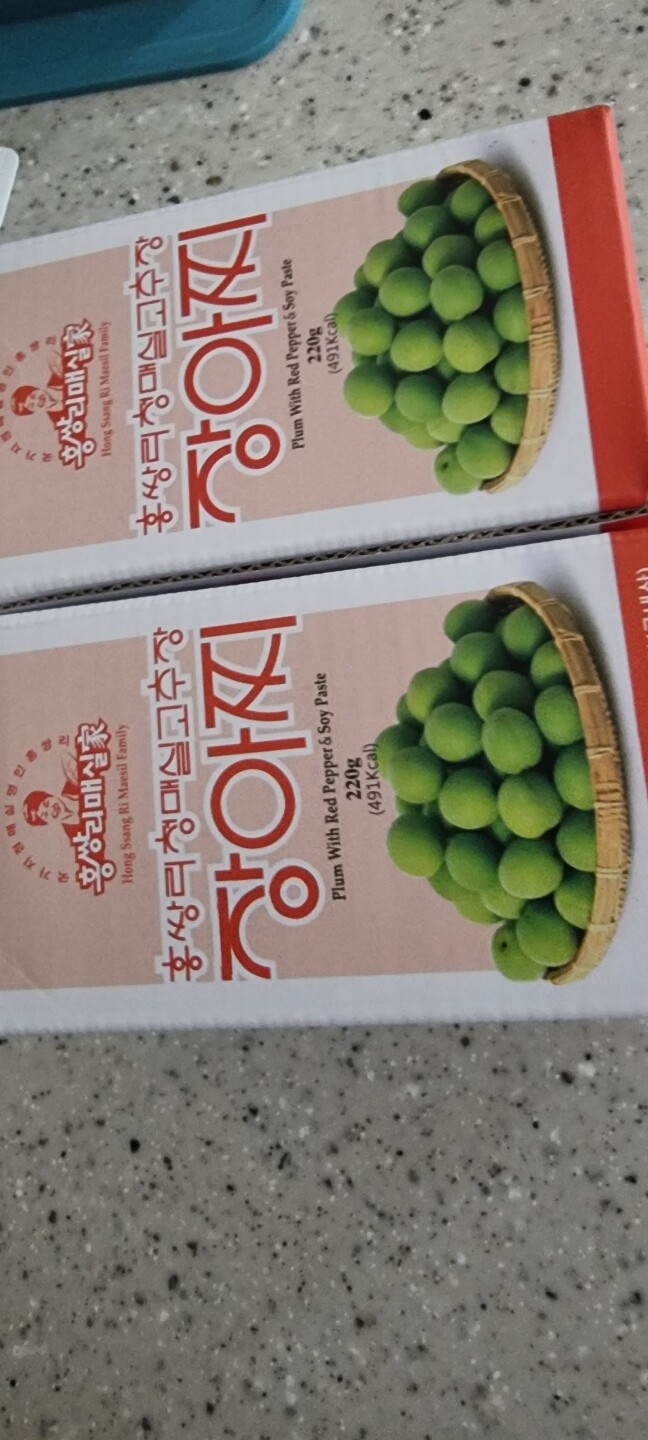 홍쌍리매실家
Hong Ssang Ri Maesil Family
홍쌍리 청매실고추장
장아찌
Plum With Red Pepper & Soy Paste
220g
(491Kcal)
홍쌍리매실家
Hong Ssang Ri Maesil Family
홍쌍리 청매실고추장
장아찌
Plum With Red Pepper & Soy Paste
220g
(491Kcal)